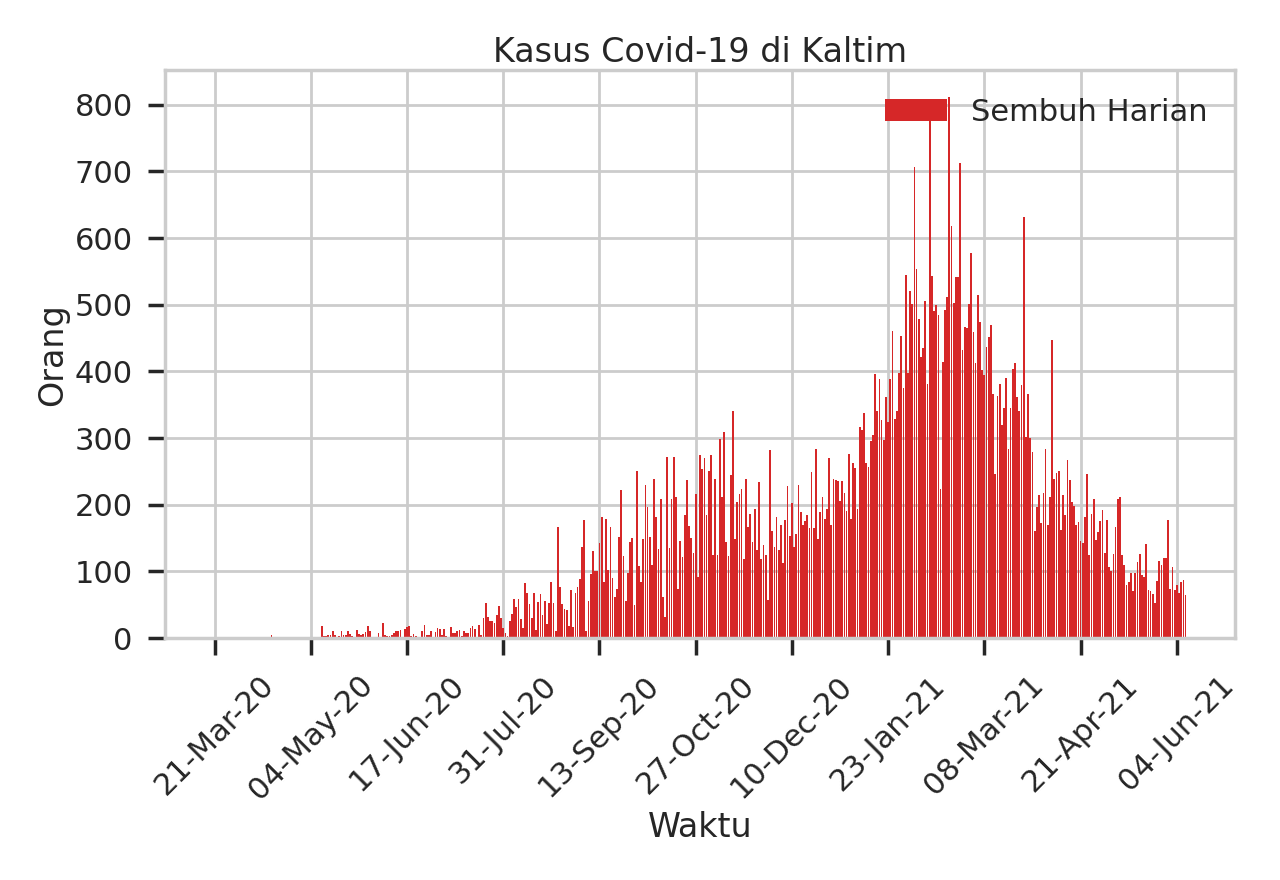 Kasus Covid-19 di Kaltim
Sembuh Harian
Orang
800
700
600
500
400
300
200
100
0
21-Mar-20
04-May-20
17-Jun-20
31-Jul-20
13-Sep-20
27-Oct-20
10-Dec-20
23-Jan-21
08-Mar-21
21-Apr-21
04-Jun-21
Waktu